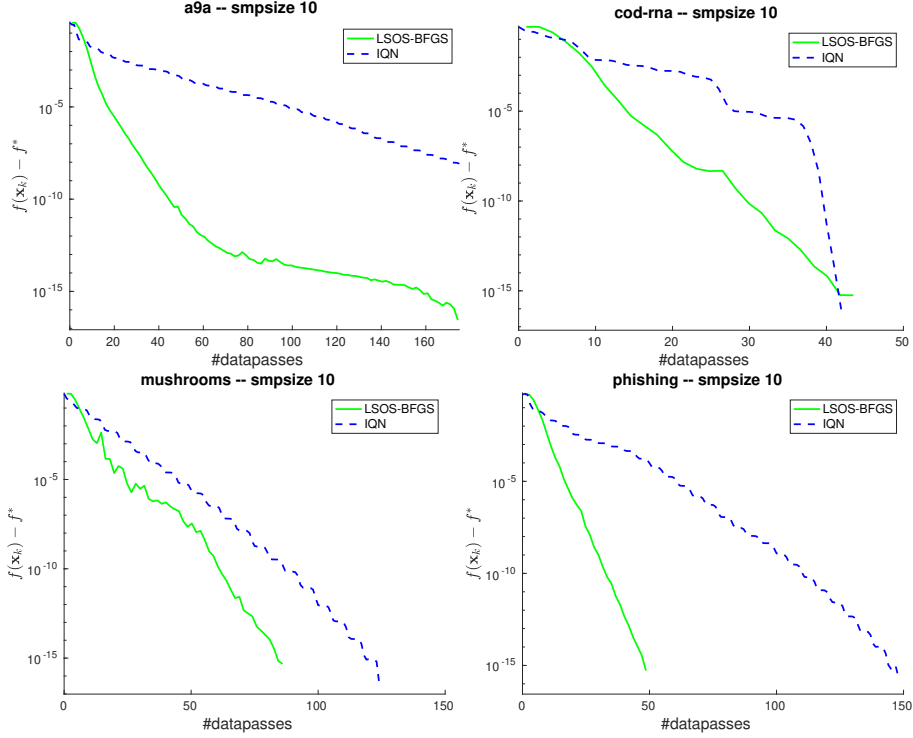 a9a -- smpsize 10
LSOS-BFGS
IQN
f(x_k) − f*
10^-5
10^-10
10^-15
0 20 40 60 80 100 120 140 160
#datapasses
cod-rna -- smpsize 10
LSOS-BFGS
IQN
f(x_k) − f*
10^-5
10^-10
10^-15
0 10 20 30 40 50
#datapasses
mushrooms -- smpsize 10
LSOS-BFGS
IQN
f(x_k) − f*
10^-5
10^-10
10^-15
0 50 100 150
#datapasses
phishing -- smpsize 10
LSOS-BFGS
IQN
f(x_k) − f*
10^-5
10^-10
10^-15
0 50 100 150
#datapasses